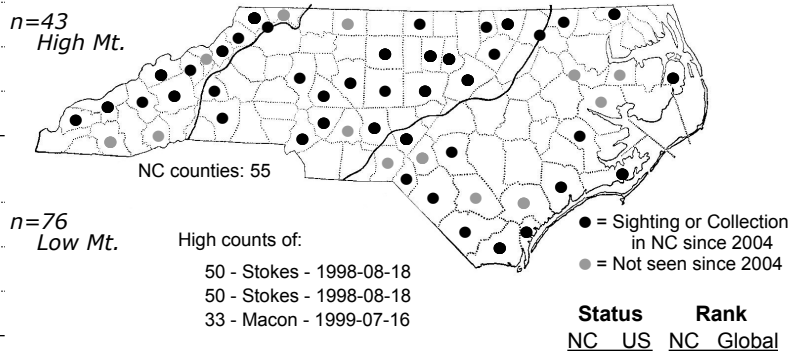 n=43
High Mt.
NC counties: 55
n=76
Low Mt.
High counts of:
50 - Stokes - 1998-08-18
50 - Stokes - 1998-08-18
33 - Macon - 1999-07-16
● = Sighting or Collection
in NC since 2004
● = Not seen since 2004
Status Rank
NC US NC Global